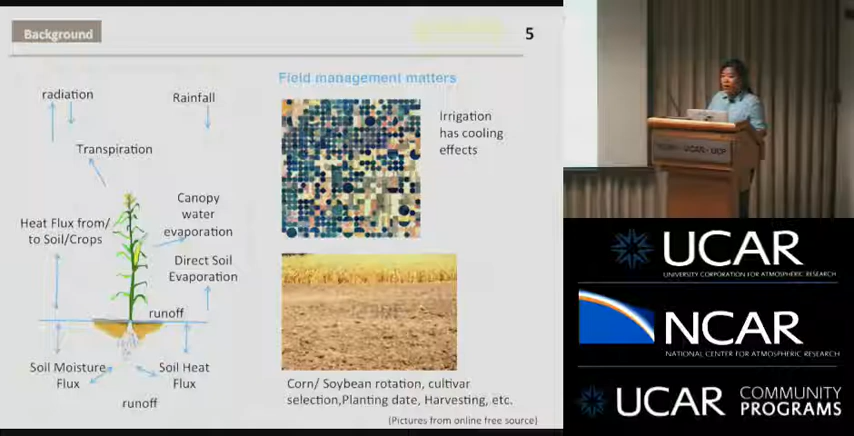 Background
5
Field management matters
radiation
Rainfall
Transpiration
Canopy
water
evaporation
Heat Flux from/
to Soil/Crops
Direct Soil
Evaporation
runoff
Soil Moisture
Flux
Soil Heat
Flux
runoff
Irrigation
has cooling
effects
Corn/ Soybean rotation, cultivar
selection,Planting date, Harvesting, etc.
(Pictures from online free source)
UCAR
UNIVERSITY CORPORATION FOR ATMOSPHERIC RESEARCH
NCAR
NATIONAL CENTER FOR ATMOSPHERIC RESEARCH
UCAR COMMUNITY
PROGRAMS